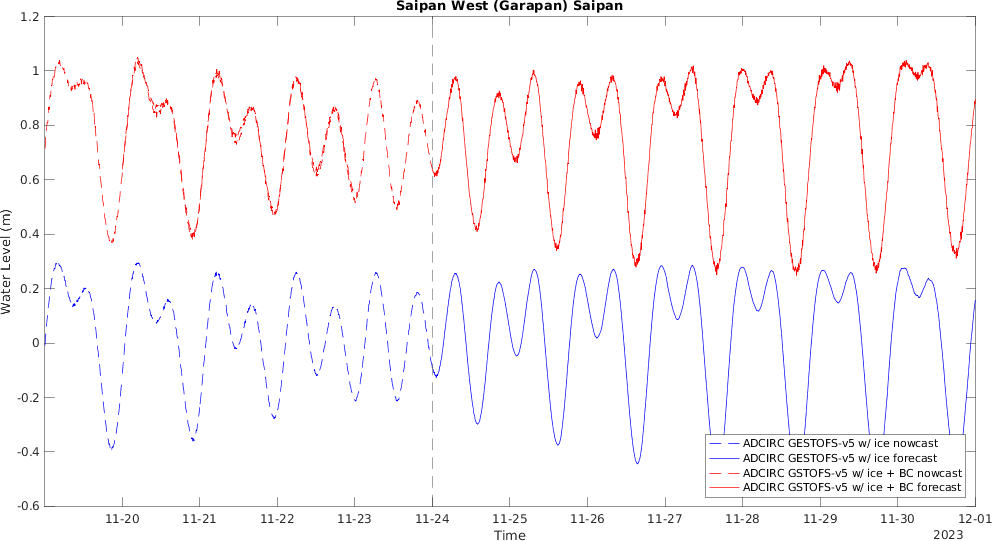 Saipan West (Garapan) Saipan
1.2
1
0.8
0.6
0.4
0.2
0
-0.2
-0.4
-0.6
Water Level (m)
ADCIRC GESTOFS-v5 w/ ice nowcast
ADCIRC GESTOFS-v5 w/ ice forecast
ADCIRC GSTOFS-v5 w/ ice + BC nowcast
ADCIRC GSTOFS-v5 w/ ice + BC forecast
11-20 11-21 11-22 11-23 11-24 11-25 11-26 11-27 11-28 11-29 11-30 12-01
Time
2023